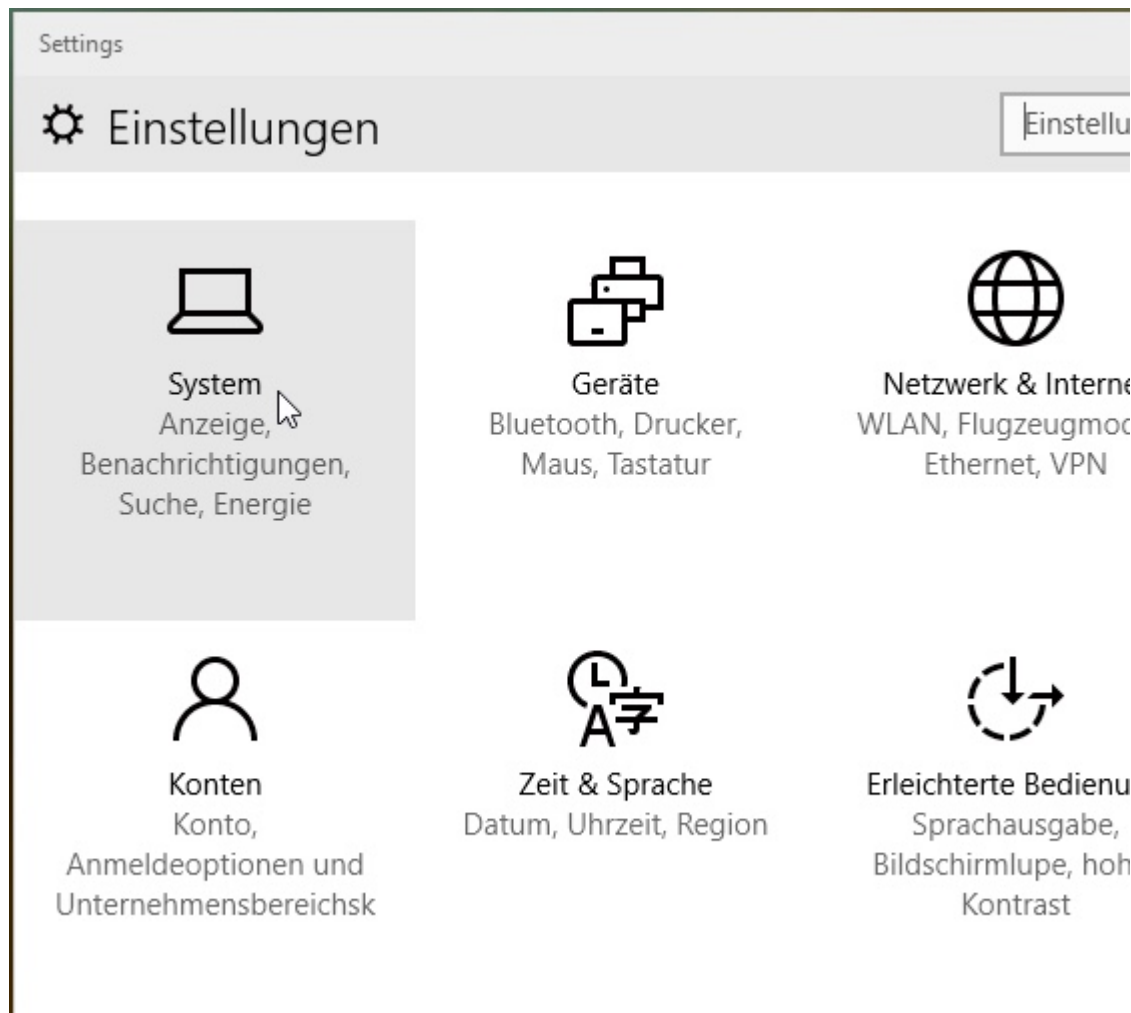 Settings
Einstellungen
Einstellu
System
Anzeige,
Benachrichtigungen,
Suche, Energie
Geräte
Bluetooth, Drucker,
Maus, Tastatur
Netzwerk & Interne
WLAN, Flugzeugmod
Ethernet, VPN
Konten
Konto,
Anmeldeoptionen und
Unternehmensbereichsk
Zeit & Sprache
Datum, Uhrzeit, Region
Erleichterte Bedienu
Sprachausgabe,
Bildschirmlupe, hoh
Kontrast